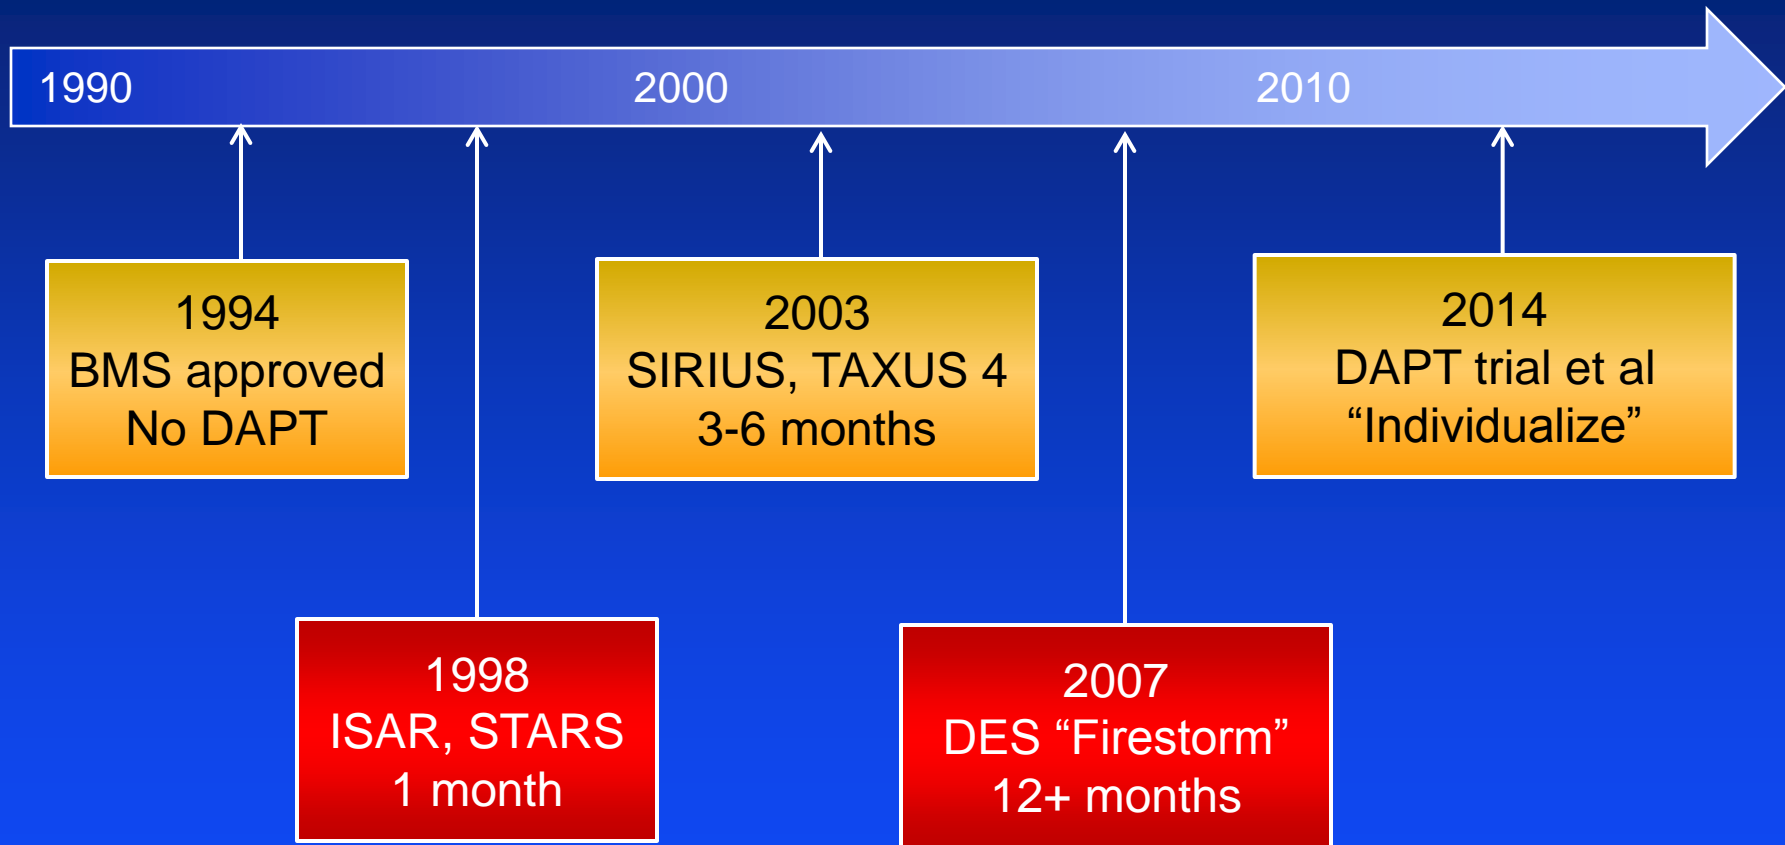 1990 2000 2010
1994
BMS approved
No DAPT
2003
SIRIUS, TAXUS 4
3-6 months
2014
DAPT trial et al
“Individualize”
1998
ISAR, STARS
1 month
2007
DES “Firestorm”
12+ months